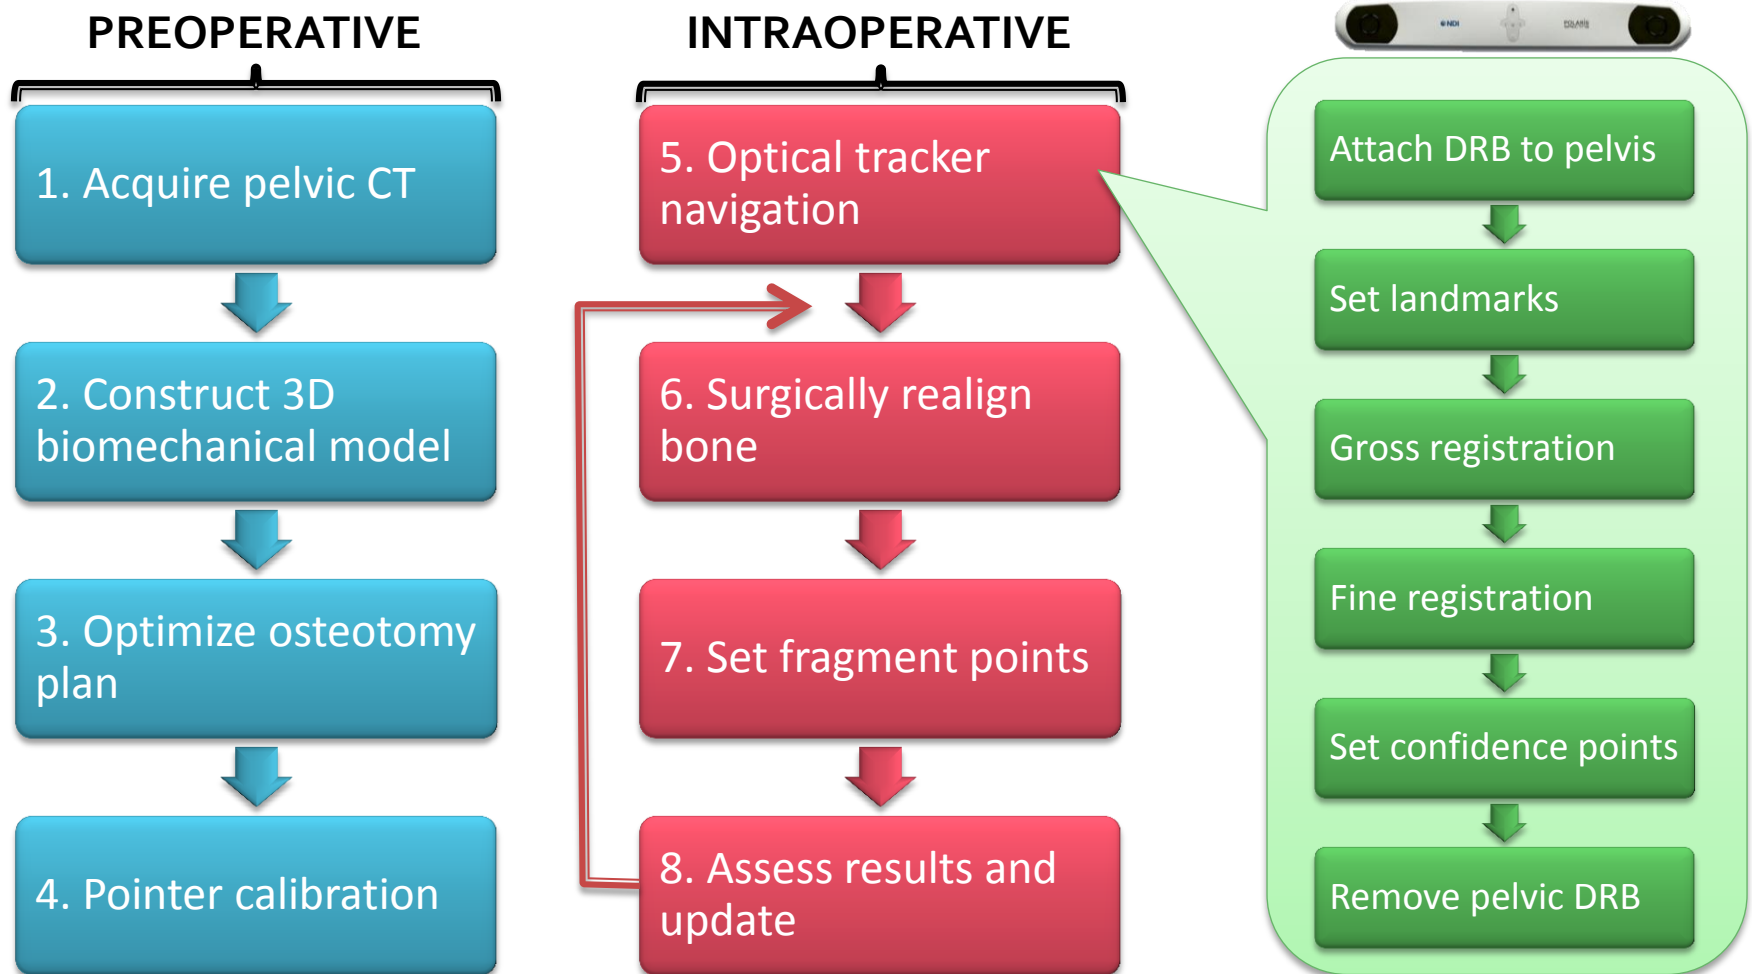 PREOPERATIVE
1. Acquire pelvic CT
2. Construct 3D
biomechanical model
3. Optimize osteotomy
plan
4. Pointer calibration
INTRAOPERATIVE
5. Optical tracker
navigation
6. Surgically realign
bone
7. Set fragment points
8. Assess results and
update
NDI
POLARIS
Attach DRB to pelvis
Set landmarks
Gross registration
Fine registration
Set confidence points
Remove pelvic DRB